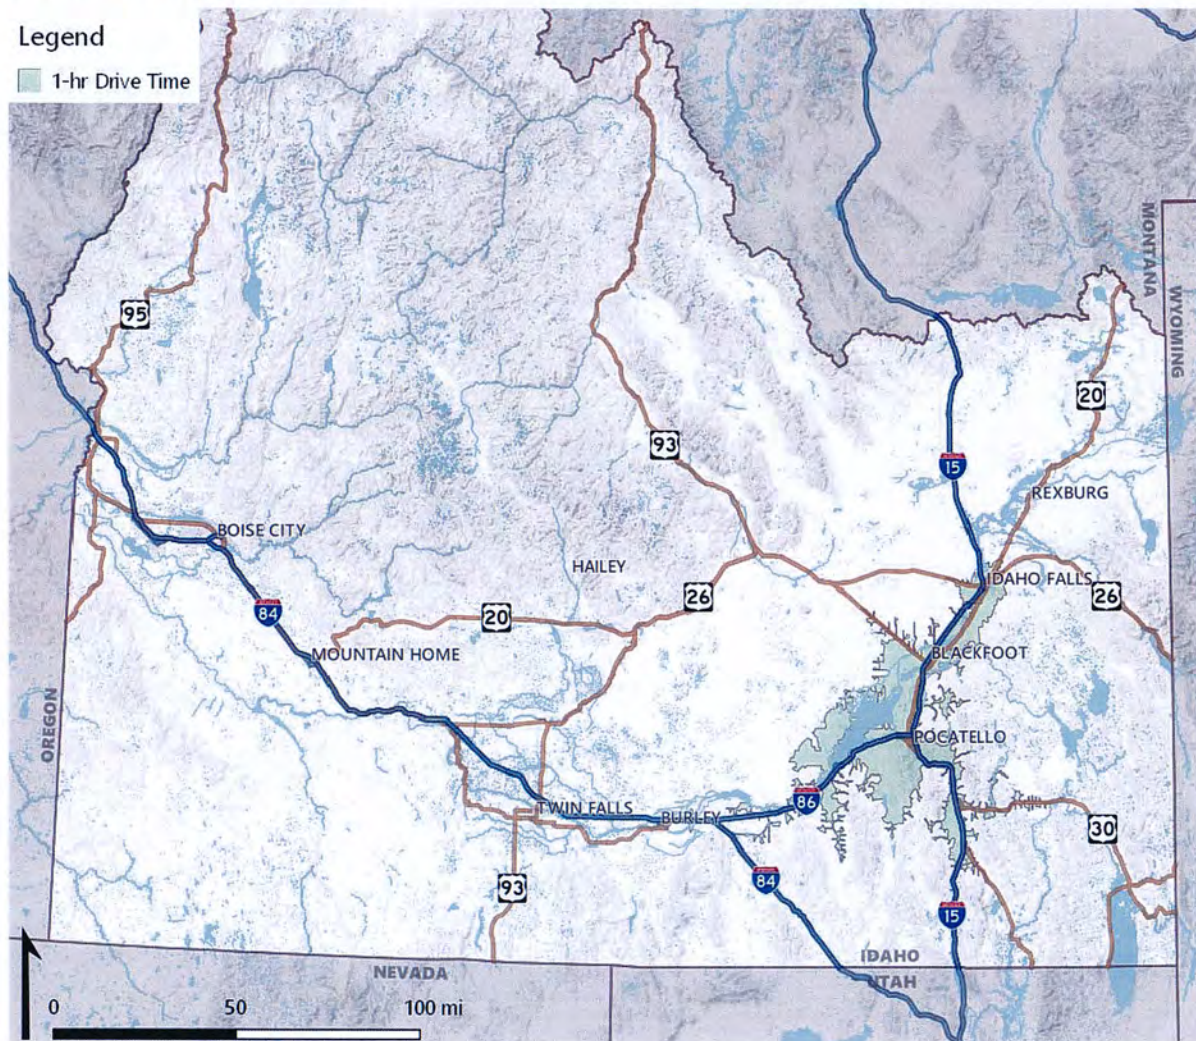 Legend
1-hr Drive Time
MONTANA
WYOMING
95
20
93
15
REXBURG
BOISE CITY
HAILEY
IDAHO FALLS
26
26
84
20
MOUNTAIN HOME
BLACKFOOT
OREGON
POCATELLO
TWIN FALLS
BURLEY
86
30
93
84
15
IDAHO
NEVADA
UTAH
0 50 100 mi